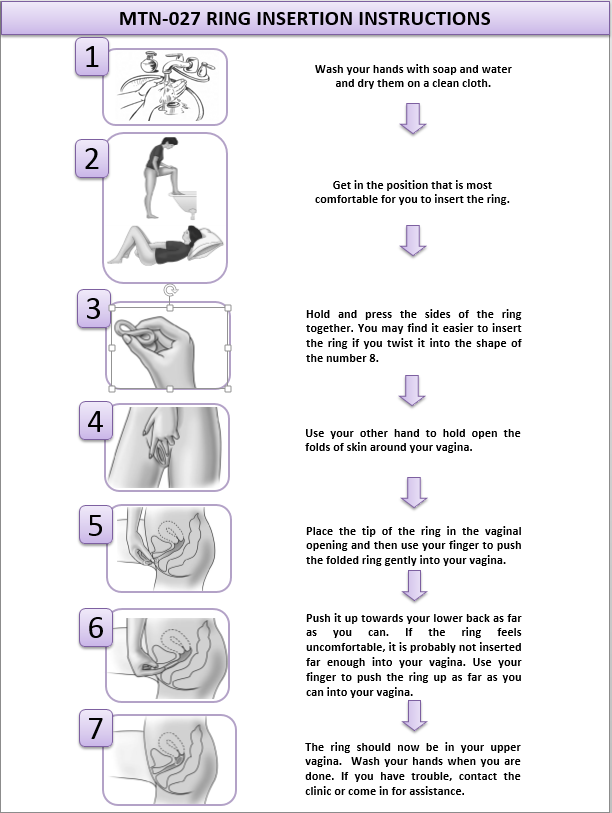 MTN-027 RING INSERTION INSTRUCTIONS
1
Wash your hands with soap and water
and dry them on a clean cloth.
2
Get in the position that is most
comfortable for you to insert the ring.
3
Hold and press the sides of the ring
together. You may find it easier to insert
the ring if you twist it into the shape of
the number 8.
4
Use your other hand to hold open the
folds of skin around your vagina.
5
Place the tip of the ring in the vaginal
opening and then use your finger to push
the folded ring gently into your vagina.
6
Push it up towards your lower back as far
as you can. If the ring feels
uncomfortable, it is probably not inserted
far enough into your vagina. Use your
finger to push the ring up as far as you
can into your vagina.
7
The ring should now be in your upper
vagina. Wash your hands when you are
done. If you have trouble, contact the
clinic or come in for assistance.